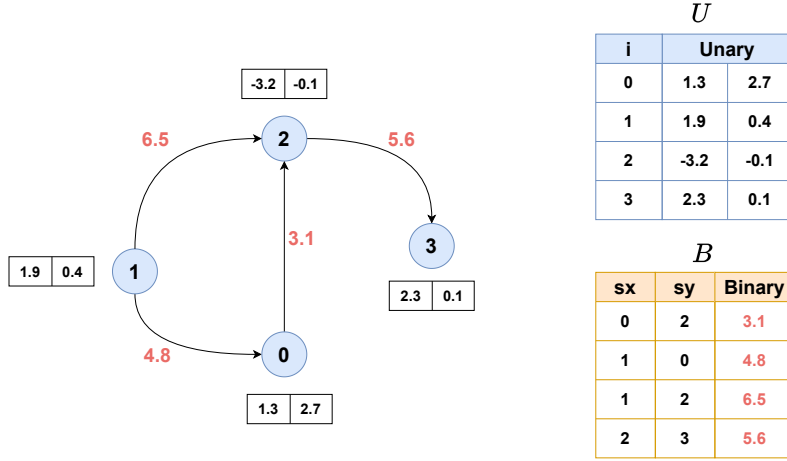 -3.2 -0.1
6.5
2
5.6
3.1
3
1.9 0.4
1
2.3 0.1
4.8
0
1.3 2.7
U
i Unary
0 1.3 2.7
1 1.9 0.4
2 -3.2 -0.1
3 2.3 0.1
B
sx sy Binary
0 2 3.1
1 0 4.8
1 2 6.5
2 3 5.6